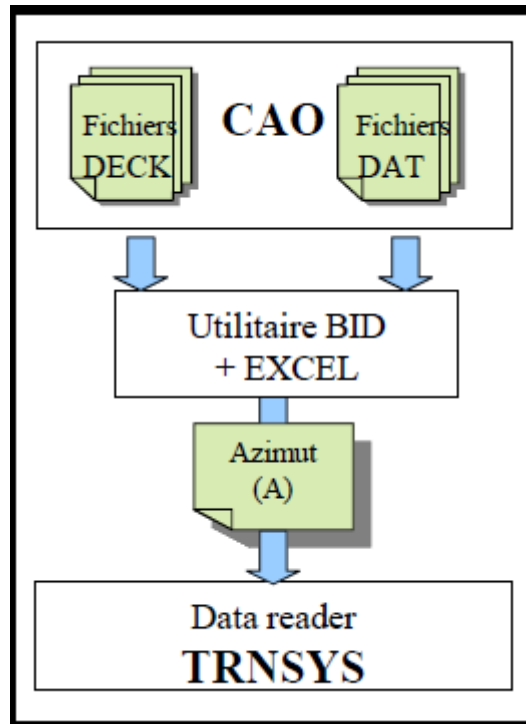 Fichiers
DECK
CAO
Fichiers
DAT
Utilitaire BID
+ EXCEL
Azimut
(A)
Data reader
TRNSYS